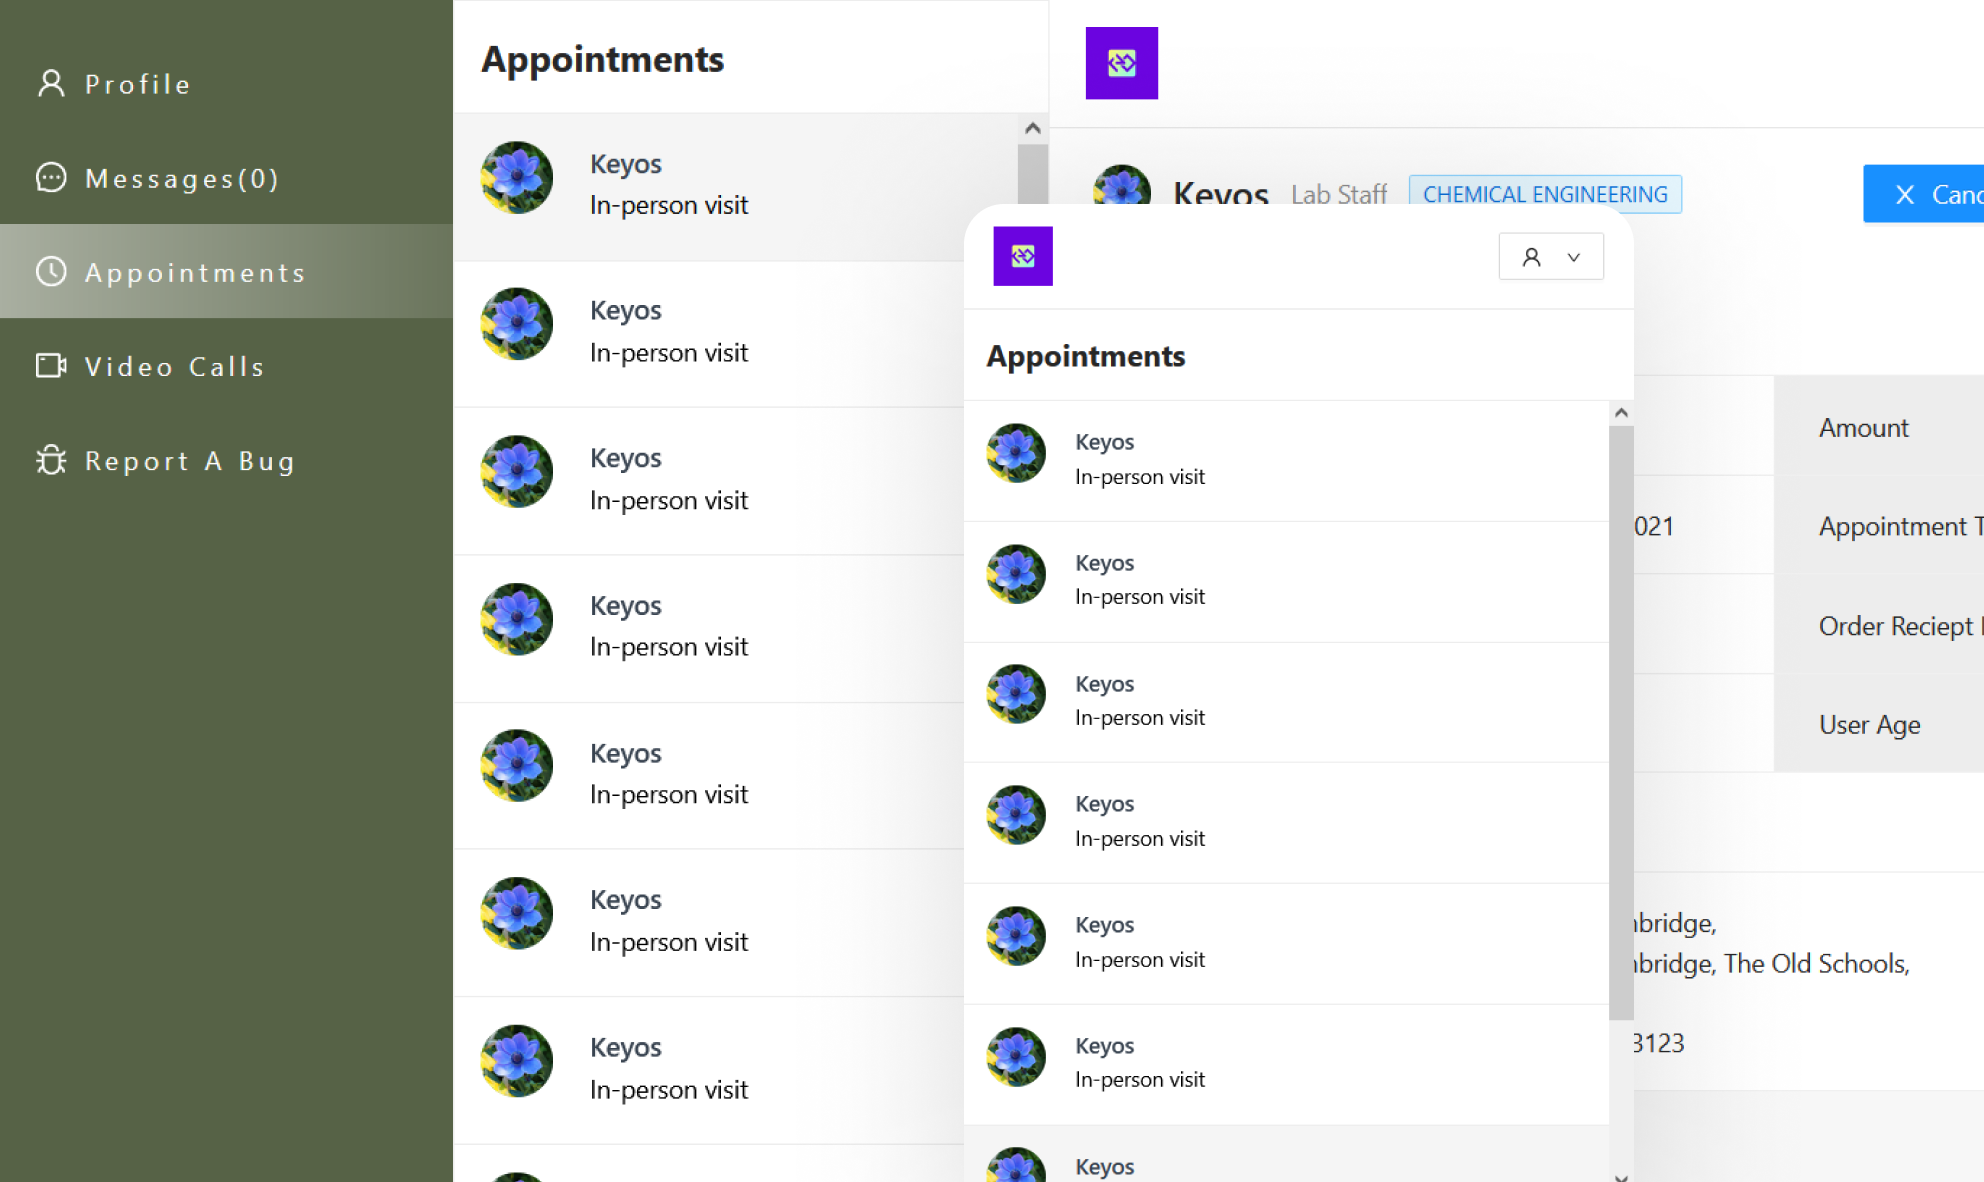 Profile
Messages(0)
Appointments
Video Calls
Report A Bug
Appointments
Keyos
In-person visit
Keyos
In-person visit
Keyos
In-person visit
Keyos
In-person visit
Keyos
In-person visit
Keyos
In-person visit
Keyos
In-person visit
Keyos Lab Staff CHEMICAL ENGINEERING
Canc
Amount
021 Appointment T
Order Reciept
User Age
bridge,
bridge, The Old Schools,
3123
Appointments
Keyos
In-person visit
Keyos
In-person visit
Keyos
In-person visit
Keyos
In-person visit
Keyos
In-person visit
Keyos
In-person visit
Keyos